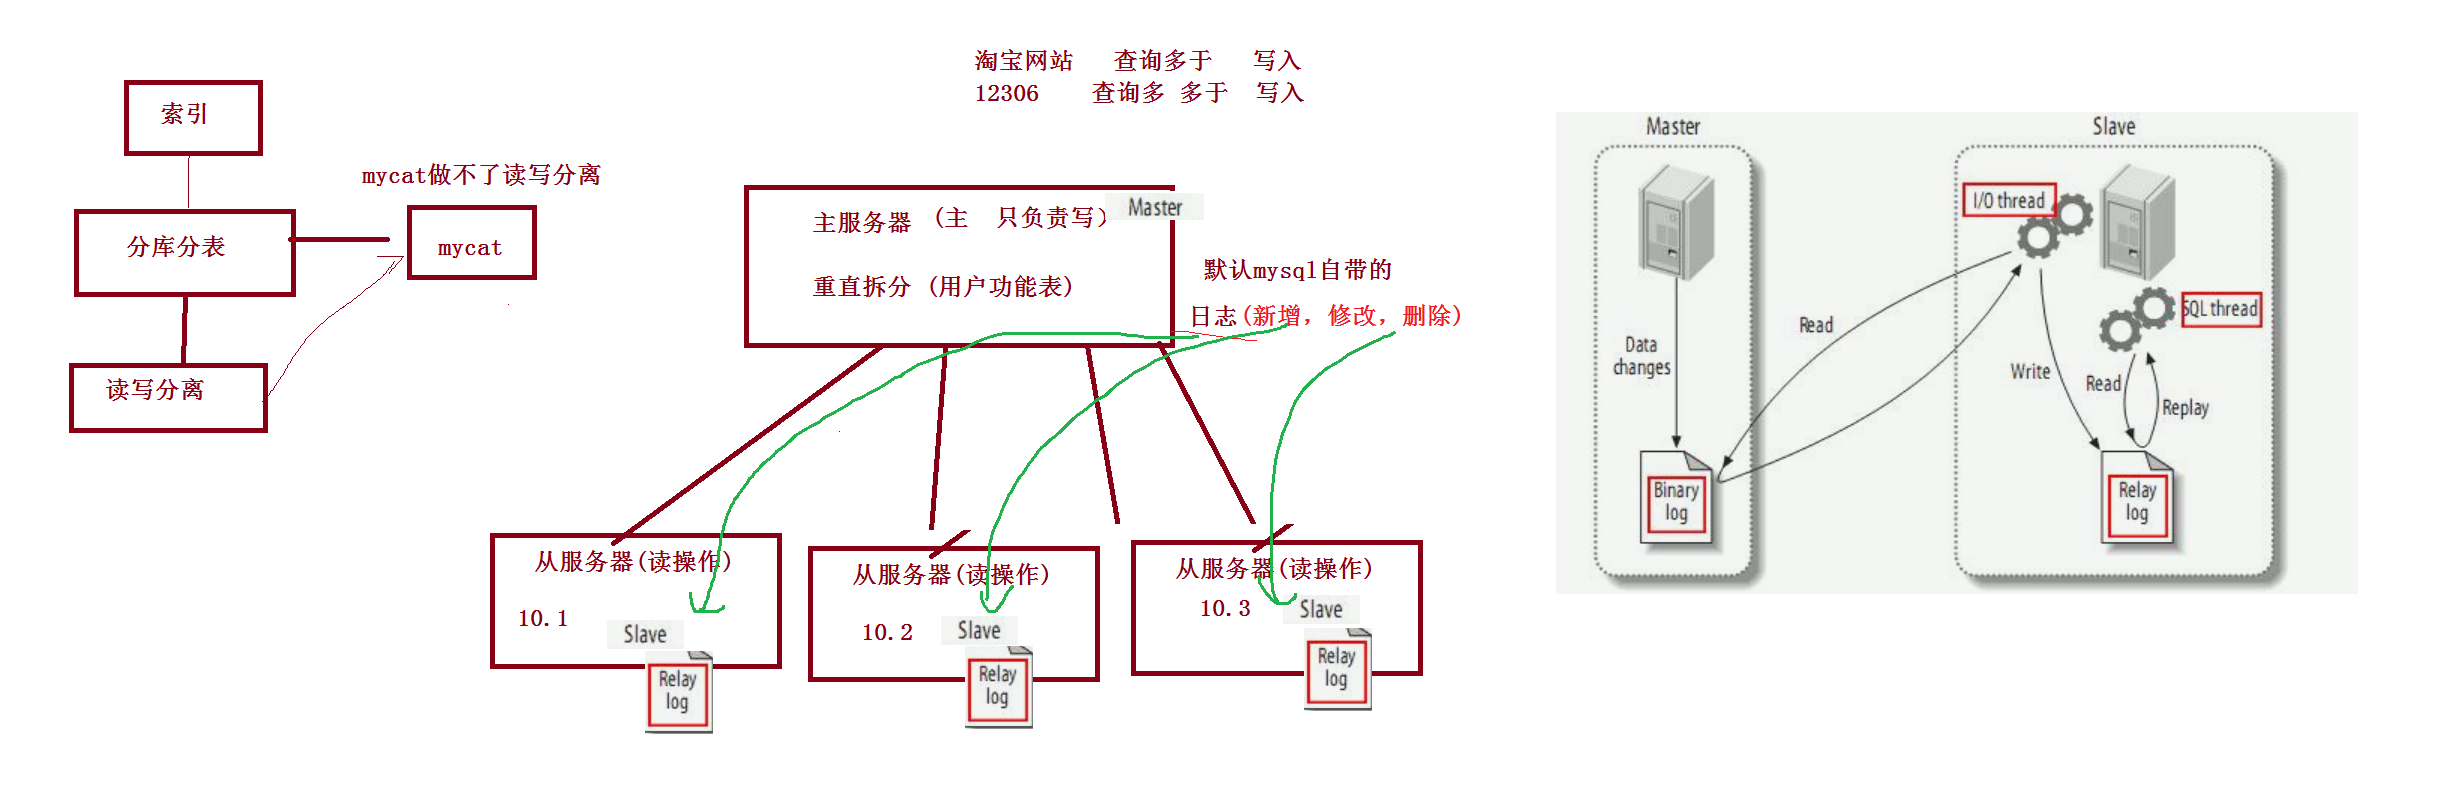 淘宝网站 查询多于 写入
12306 查询多 多于 写入
索引
mycat做不了读写分离
分库分表
mycat
读写分离
主服务器 (主 只负责写)
Master
重直拆分 (用户功能表)
默认mysql自带的
日志(新增, 修改, 删除)
从服务器(读操作)
10.1
Slave
Relay
log
从服务器(读操作)
10.2
Slave
Relay
log
从服务器(读操作)
10.3
Slave
Relay
log
Master
Slave
I/O thread
SQL thread
Data
changes
Read
Write
Read
Replay
Binary
log
Relay
log